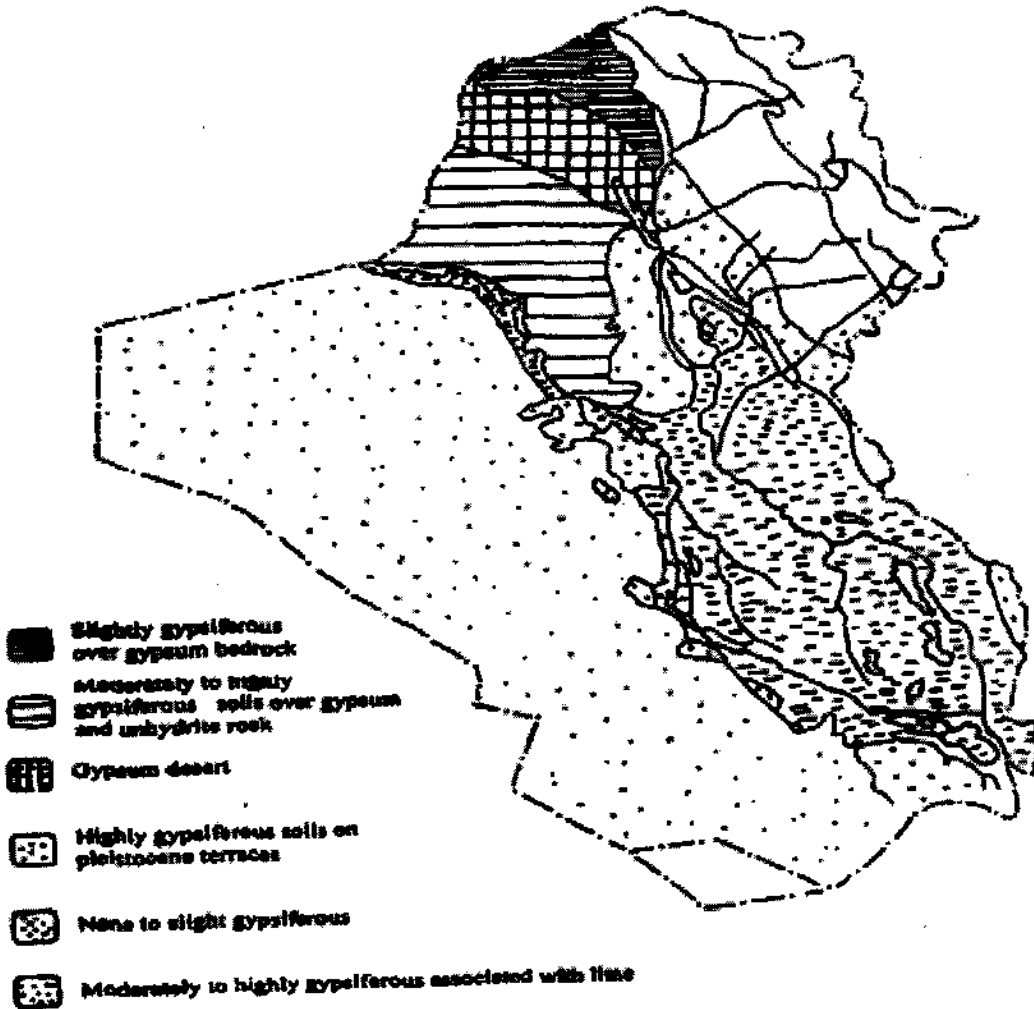 Slightly gypsiferous
over gypsum bedrock
Moderately to highly
gypsiferous soils over gypsum
and unhydrite rock
Gypsum desert
Highly gypsiferous soils on
pleistocene terraces
None to slight gypsiferous
Moderately to highly gypsiferous associated with lime